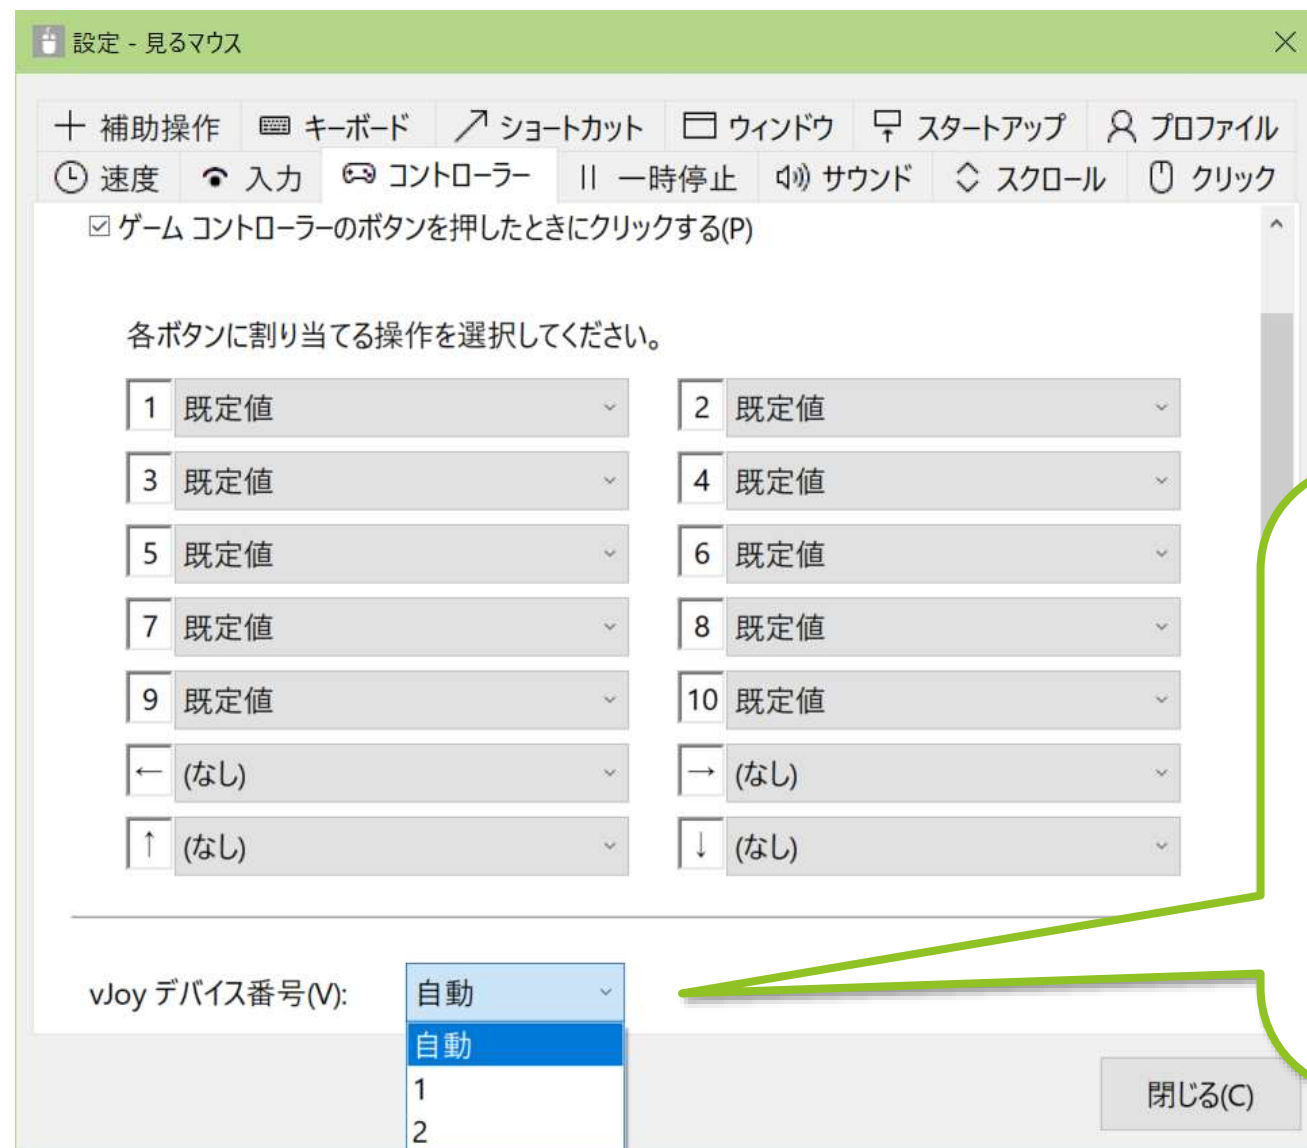 設定 - 見るマウス
補助操作 キーボード ショートカット ウィンドウ スタートアップ プロファイル
速度 入力 コントローラー 一時停止 サウンド スクロール クリック
ゲーム コントローラーのボタンを押したときにクリックする(P)
各ボタンに割り当てる操作を選択してください。
1 既定値 2 既定値
3 既定値 4 既定値
5 既定値 6 既定値
7 既定値 8 既定値
9 既定値 10 既定値
← (なし) → (なし)
↑ (なし) ↓ (なし)
vJoy デバイス番号(V): 自動
自動
1
2
閉じる(C)